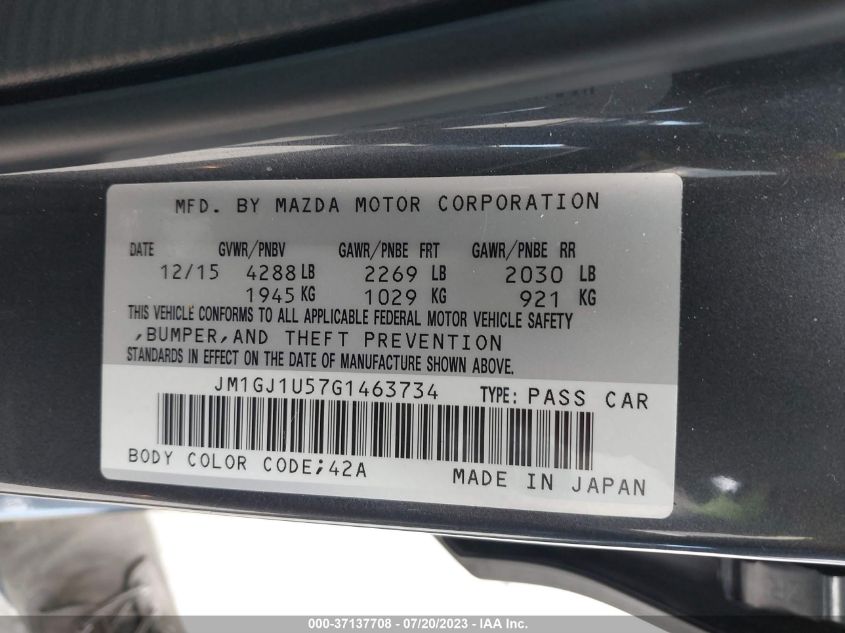 MFD. BY MAZDA MOTOR CORPORATION
DATE GVWR/PNBV GAWR/PNBE FRT GAWR/PNBE RR
12/15 4288 LB 2269 LB 2030 LB
1945 KG 1029 KG 921 KG
THIS VEHICLE CONFORMS TO ALL APPLICABLE FEDERAL MOTOR VEHICLE SAFETY
,BUMPER,AND THEFT PREVENTION
STANDARDS IN EFFECT ON THE DATE OF MANUFACTURE SHOWN ABOVE.
JM1GJ1U57G1463734 TYPE: PASS CAR
BODY COLOR CODE;42A MADE IN JAPAN
000-37137708 - 07/20/2023 - IAA Inc.